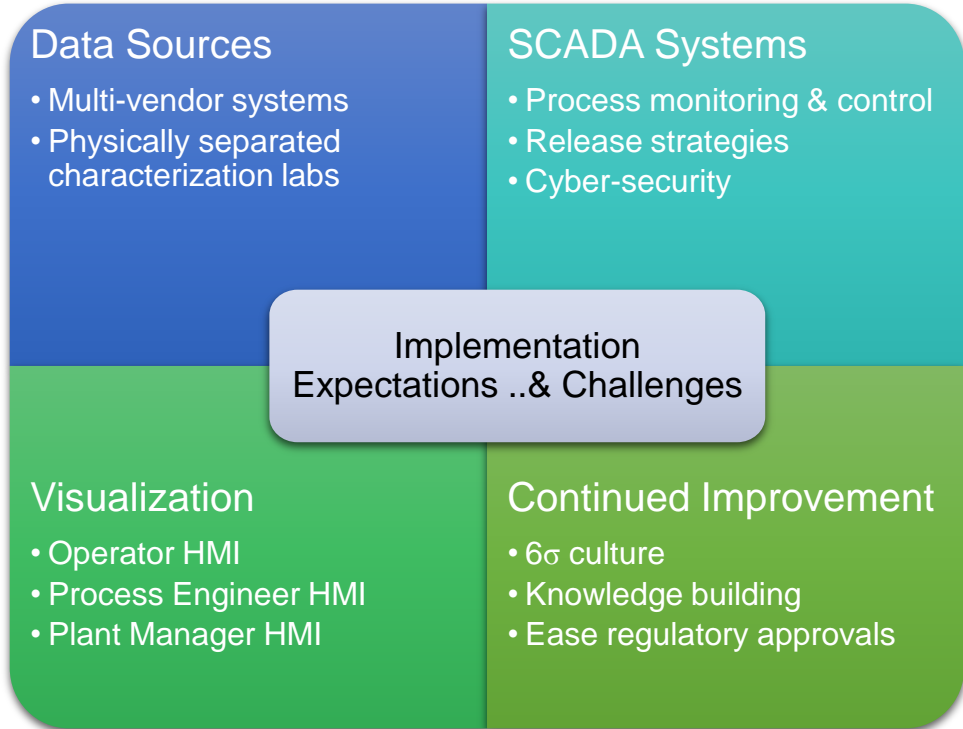 Data Sources
• Multi-vendor systems
• Physically separated
characterization labs
SCADA Systems
• Process monitoring & control
• Release strategies
• Cyber-security
Implementation
Expectations ..& Challenges
Visualization
• Operator HMI
• Process Engineer HMI
• Plant Manager HMI
Continued Improvement
• 6σ culture
• Knowledge building
• Ease regulatory approvals